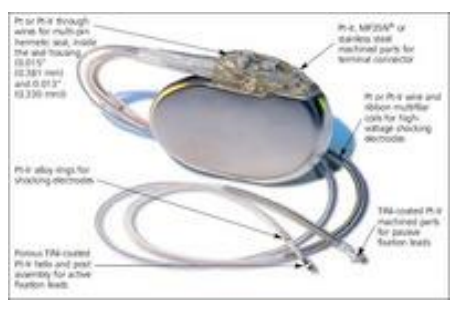 Pt or Pt-Ir through
wires for multi-pin
hermetic seal, inside
the seal housing
(0.015"
(0.381 mm)
and 0.013"
(0.330 mm))
Pt-Ir, MP35N® or
stainless steel
machined parts for
terminal connector
Pt or Pt-Ir wire and
ribbon multifilar
coils for high-
voltage shocking
electrodes
Pt-Ir alloy rings for
shocking electrodes
TiNi-coated Pt-Ir
machined parts
for passive
fixation leads
Porous TiNi-coated
Pt-Ir helix and post
assembly for active
fixation leads